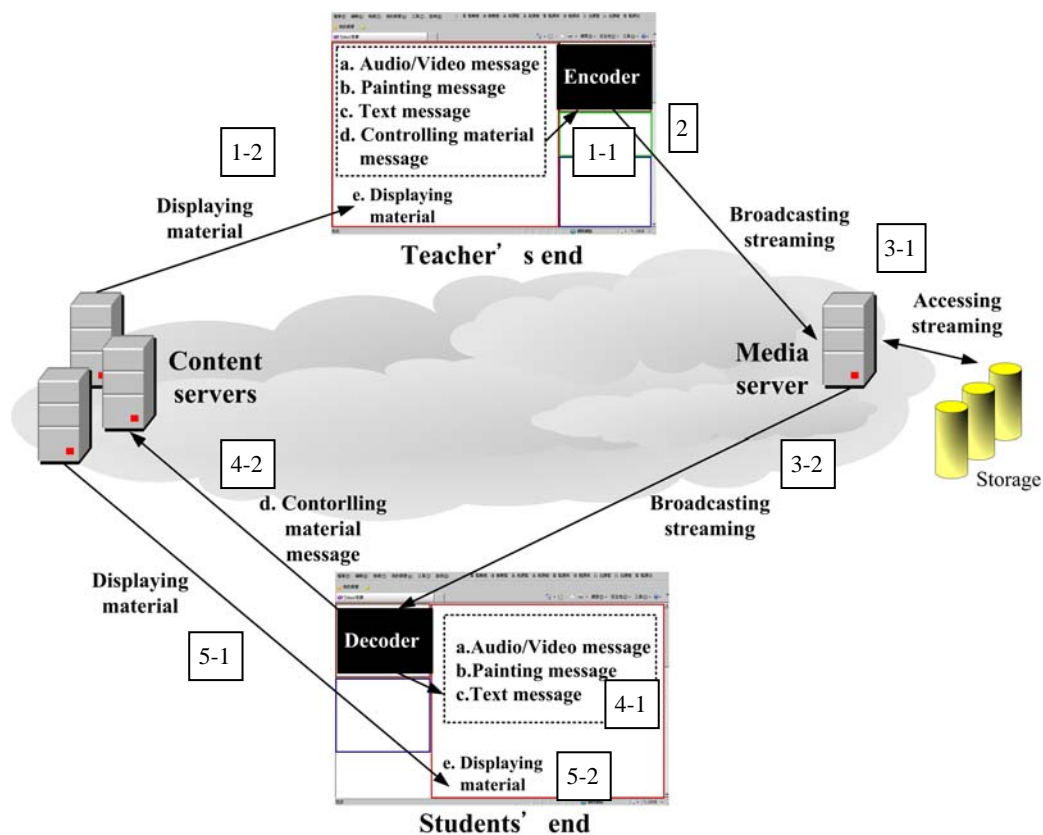 a. Audio/Video message
b. Painting message
c. Text message
d. Controlling material
message
Encoder
1-1
2
1-2
e. Displaying
material
Displaying
material
Teacher’s end
Broadcasting
streaming
3-1
Accessing
streaming
Content
servers
Media
server
Storage
4-2
3-2
d. Contorlling
material
message
Broadcasting
streaming
Displaying
material
5-1
Decoder
a.Audio/Video message
b.Painting message
c.Text message
4-1
e. Displaying
material
5-2
Students’ end